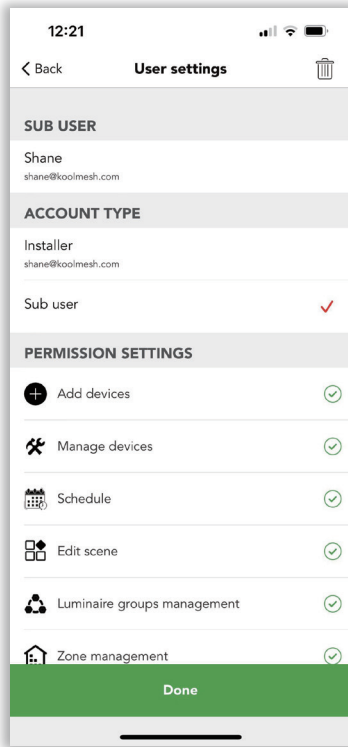 12:21
Back
User settings
SUB USER
Shane
shane@koolmesh.com
ACCOUNT TYPE
Installer
shane@koolmesh.com
Sub user
PERMISSION SETTINGS
Add devices
Manage devices
Schedule
Edit scene
Luminaire groups management
Zone management
Done